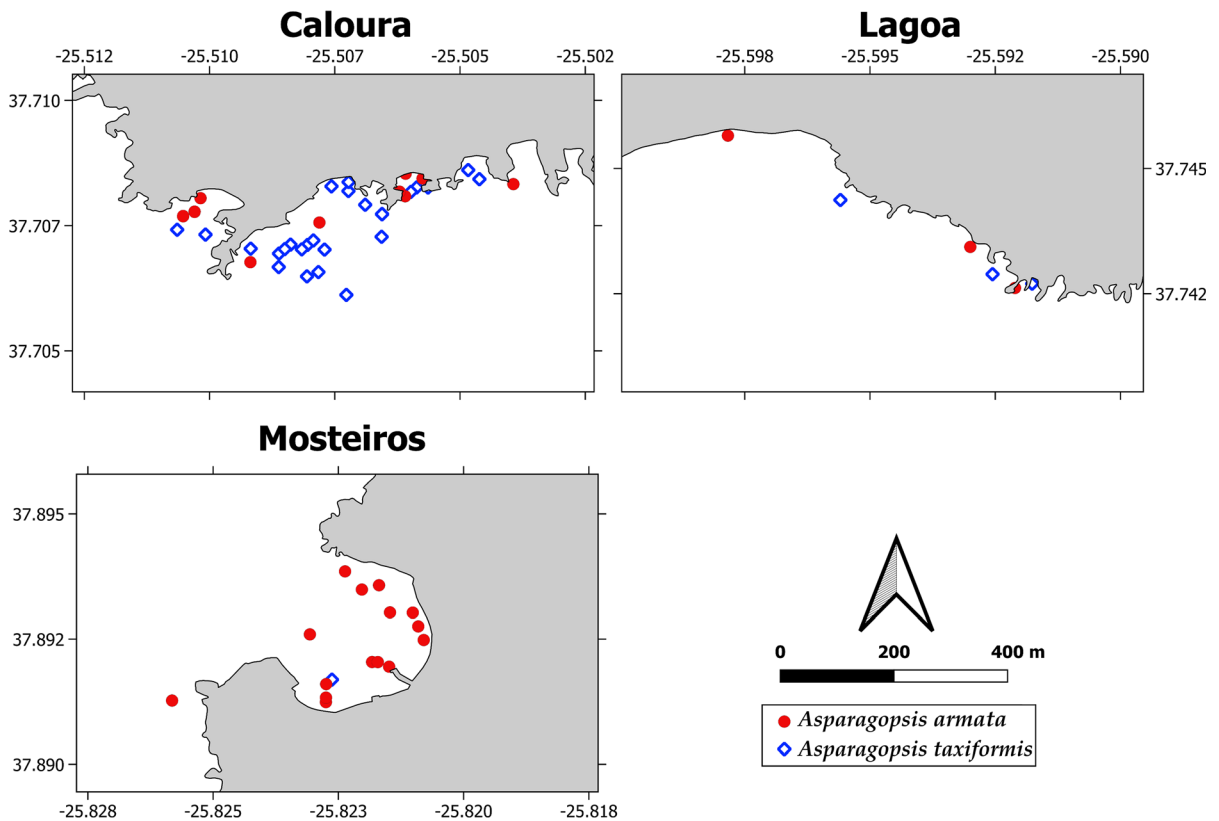 Caloura
-25.512 -25.510 -25.507 -25.505 -25.502
37.710
37.707
37.705
Lagoa
-25.598 -25.595 -25.592 -25.590
37.745
37.742
Mosteiros
37.895
37.892
37.890
-25.828 -25.825 -25.823 -25.820 -25.818
0 200 400 m
Asparagopsis armata
Asparagopsis taxiformis